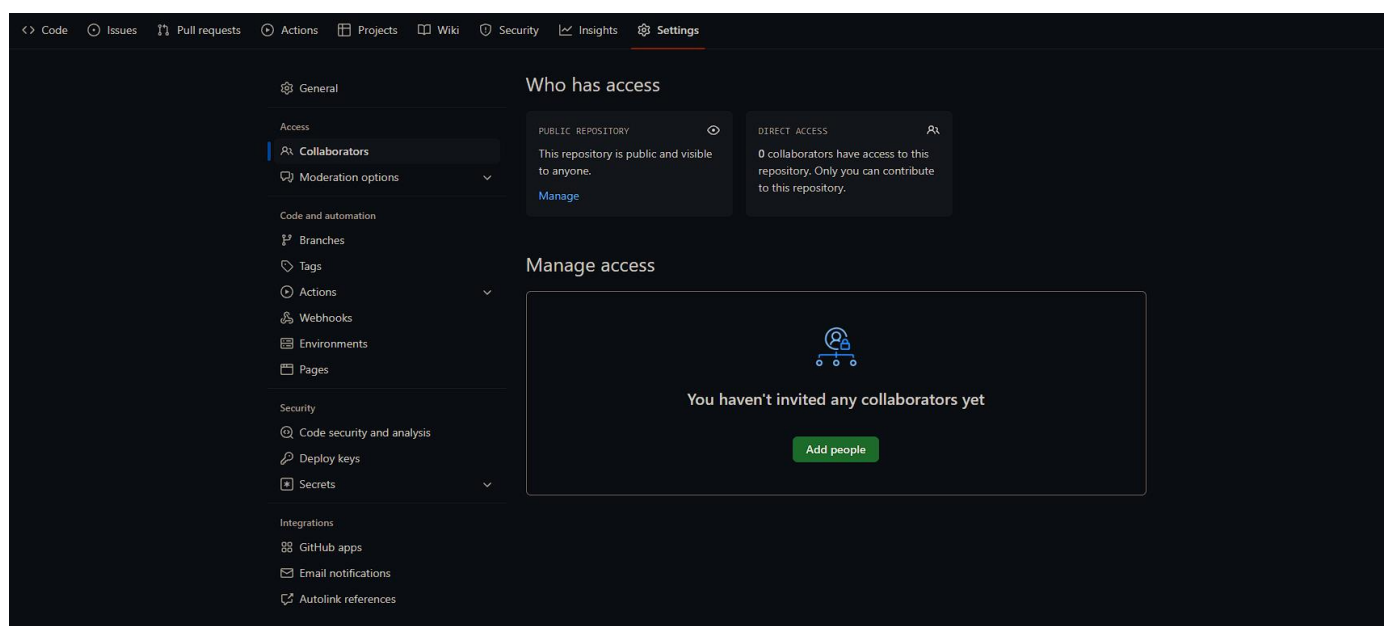 Code Issues Pull requests Actions Projects Wiki Security Insights Settings
General
Access
Collaborators
Moderation options
Code and automation
Branches
Tags
Actions
Webhooks
Environments
Pages
Security
Code security and analysis
Deploy keys
Secrets
Integrations
GitHub apps
Email notifications
Autolink references
Who has access
PUBLIC REPOSITORY
This repository is public and visible
to anyone.
Manage
DIRECT ACCESS
0 collaborators have access to this
repository. Only you can contribute
to this repository.
Manage access
You haven't invited any collaborators yet
Add people